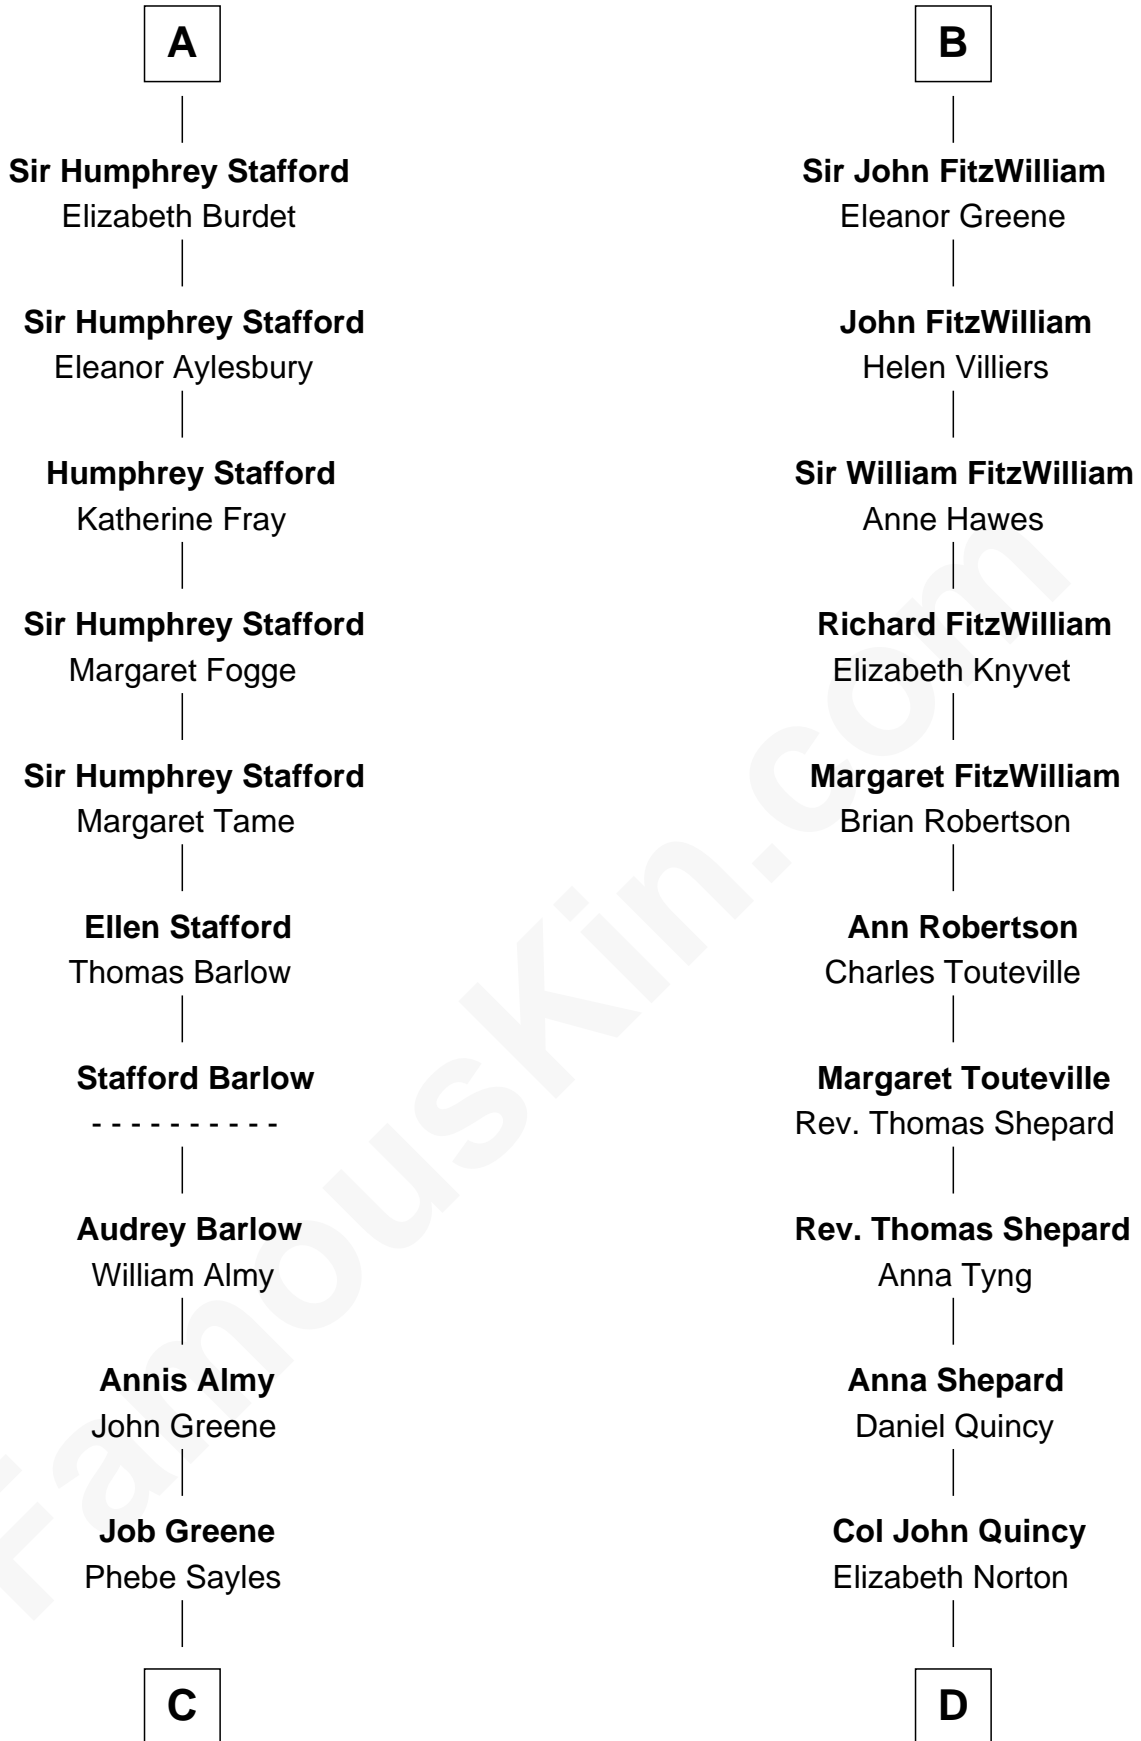 A
Sir Humphrey Stafford
Elizabeth Burdet
Sir Humphrey Stafford
Eleanor Aylesbury
Humphrey Stafford
Katherine Fray
Sir Humphrey Stafford
Margaret Fogge
Sir Humphrey Stafford
Margaret Tame
Ellen Stafford
Thomas Barlow
Stafford Barlow
- - - - - - - - - -
Audrey Barlow
William Almy
Annis Almy
John Greene
Job Greene
Phebe Sayles
C
B
Sir John FitzWilliam
Eleanor Greene
John FitzWilliam
Helen Villiers
Sir William FitzWilliam
Anne Hawes
Richard FitzWilliam
Elizabeth Knyvet
Margaret FitzWilliam
Brian Robertson
Ann Robertson
Charles Touteville
Margaret Touteville
Rev. Thomas Shepard
Rev. Thomas Shepard
Anna Tyng
Anna Shepard
Daniel Quincy
Col John Quincy
Elizabeth Norton
D
FamousKin.com